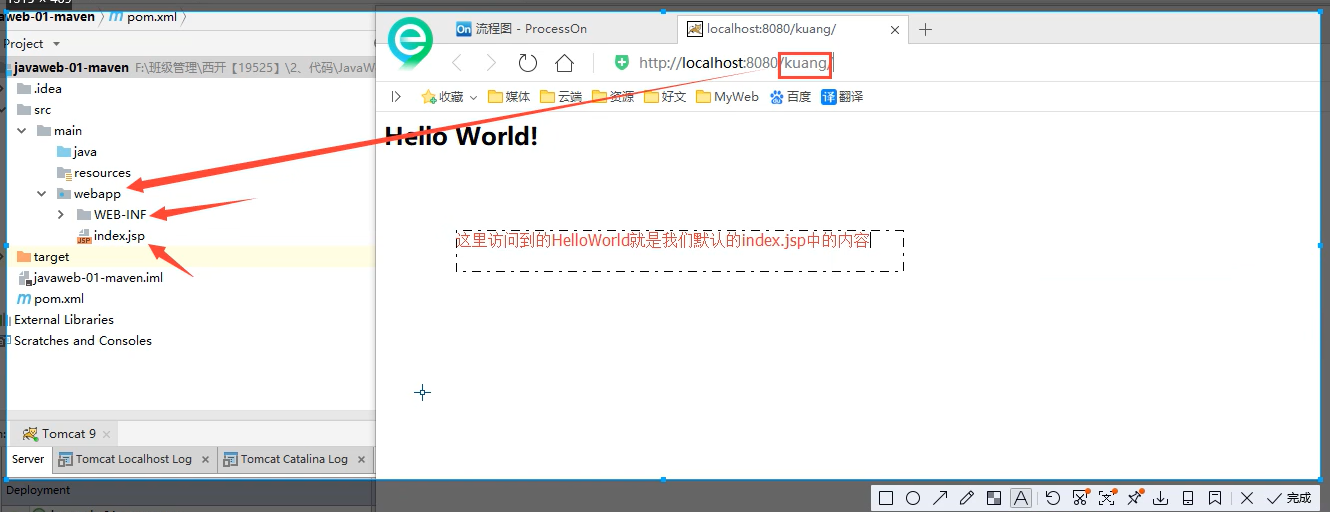 javaweb-01-maven 〉 pom.xml 〉
Project
javaweb-01-maven F:\班级管理\西开【19525】\2、代码\JavaW
.idea
src
main
java
resources
webapp
WEB-INF
index.jsp
target
javaweb-01-maven.iml
pom.xml
External Libraries
Scratches and Consoles
Tomcat 9
Server
Tomcat Localhost Log
Tomcat Catalina Log
Deployment
On 流程图 - ProcessOn
localhost:8080/kuang/
http://localhost:8080/kuang/
收藏 媒体 云端 资源 好文 MyWeb 百度 译 翻译
Hello World!
这里访问到的HelloWorld就是我们默认的index.jsp中的内容
A 完成